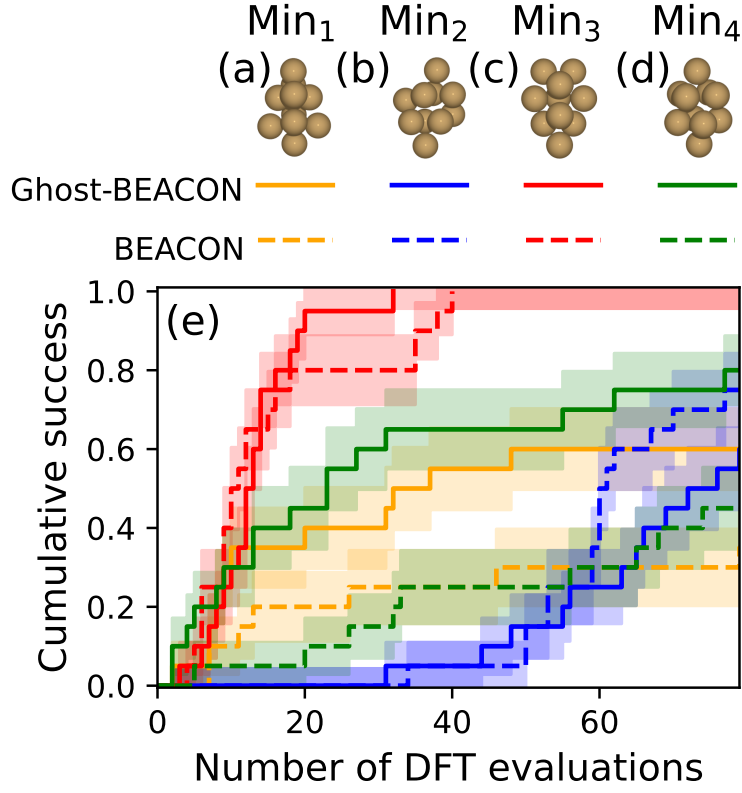 Min₁ Min₂ Min₃ Min₄
(a) (b) (c) (d)
Ghost-BEACON
BEACON
(e)
1.0
0.8
0.6
0.4
0.2
0.0
Cumulative success
0 20 40 60
Number of DFT evaluations